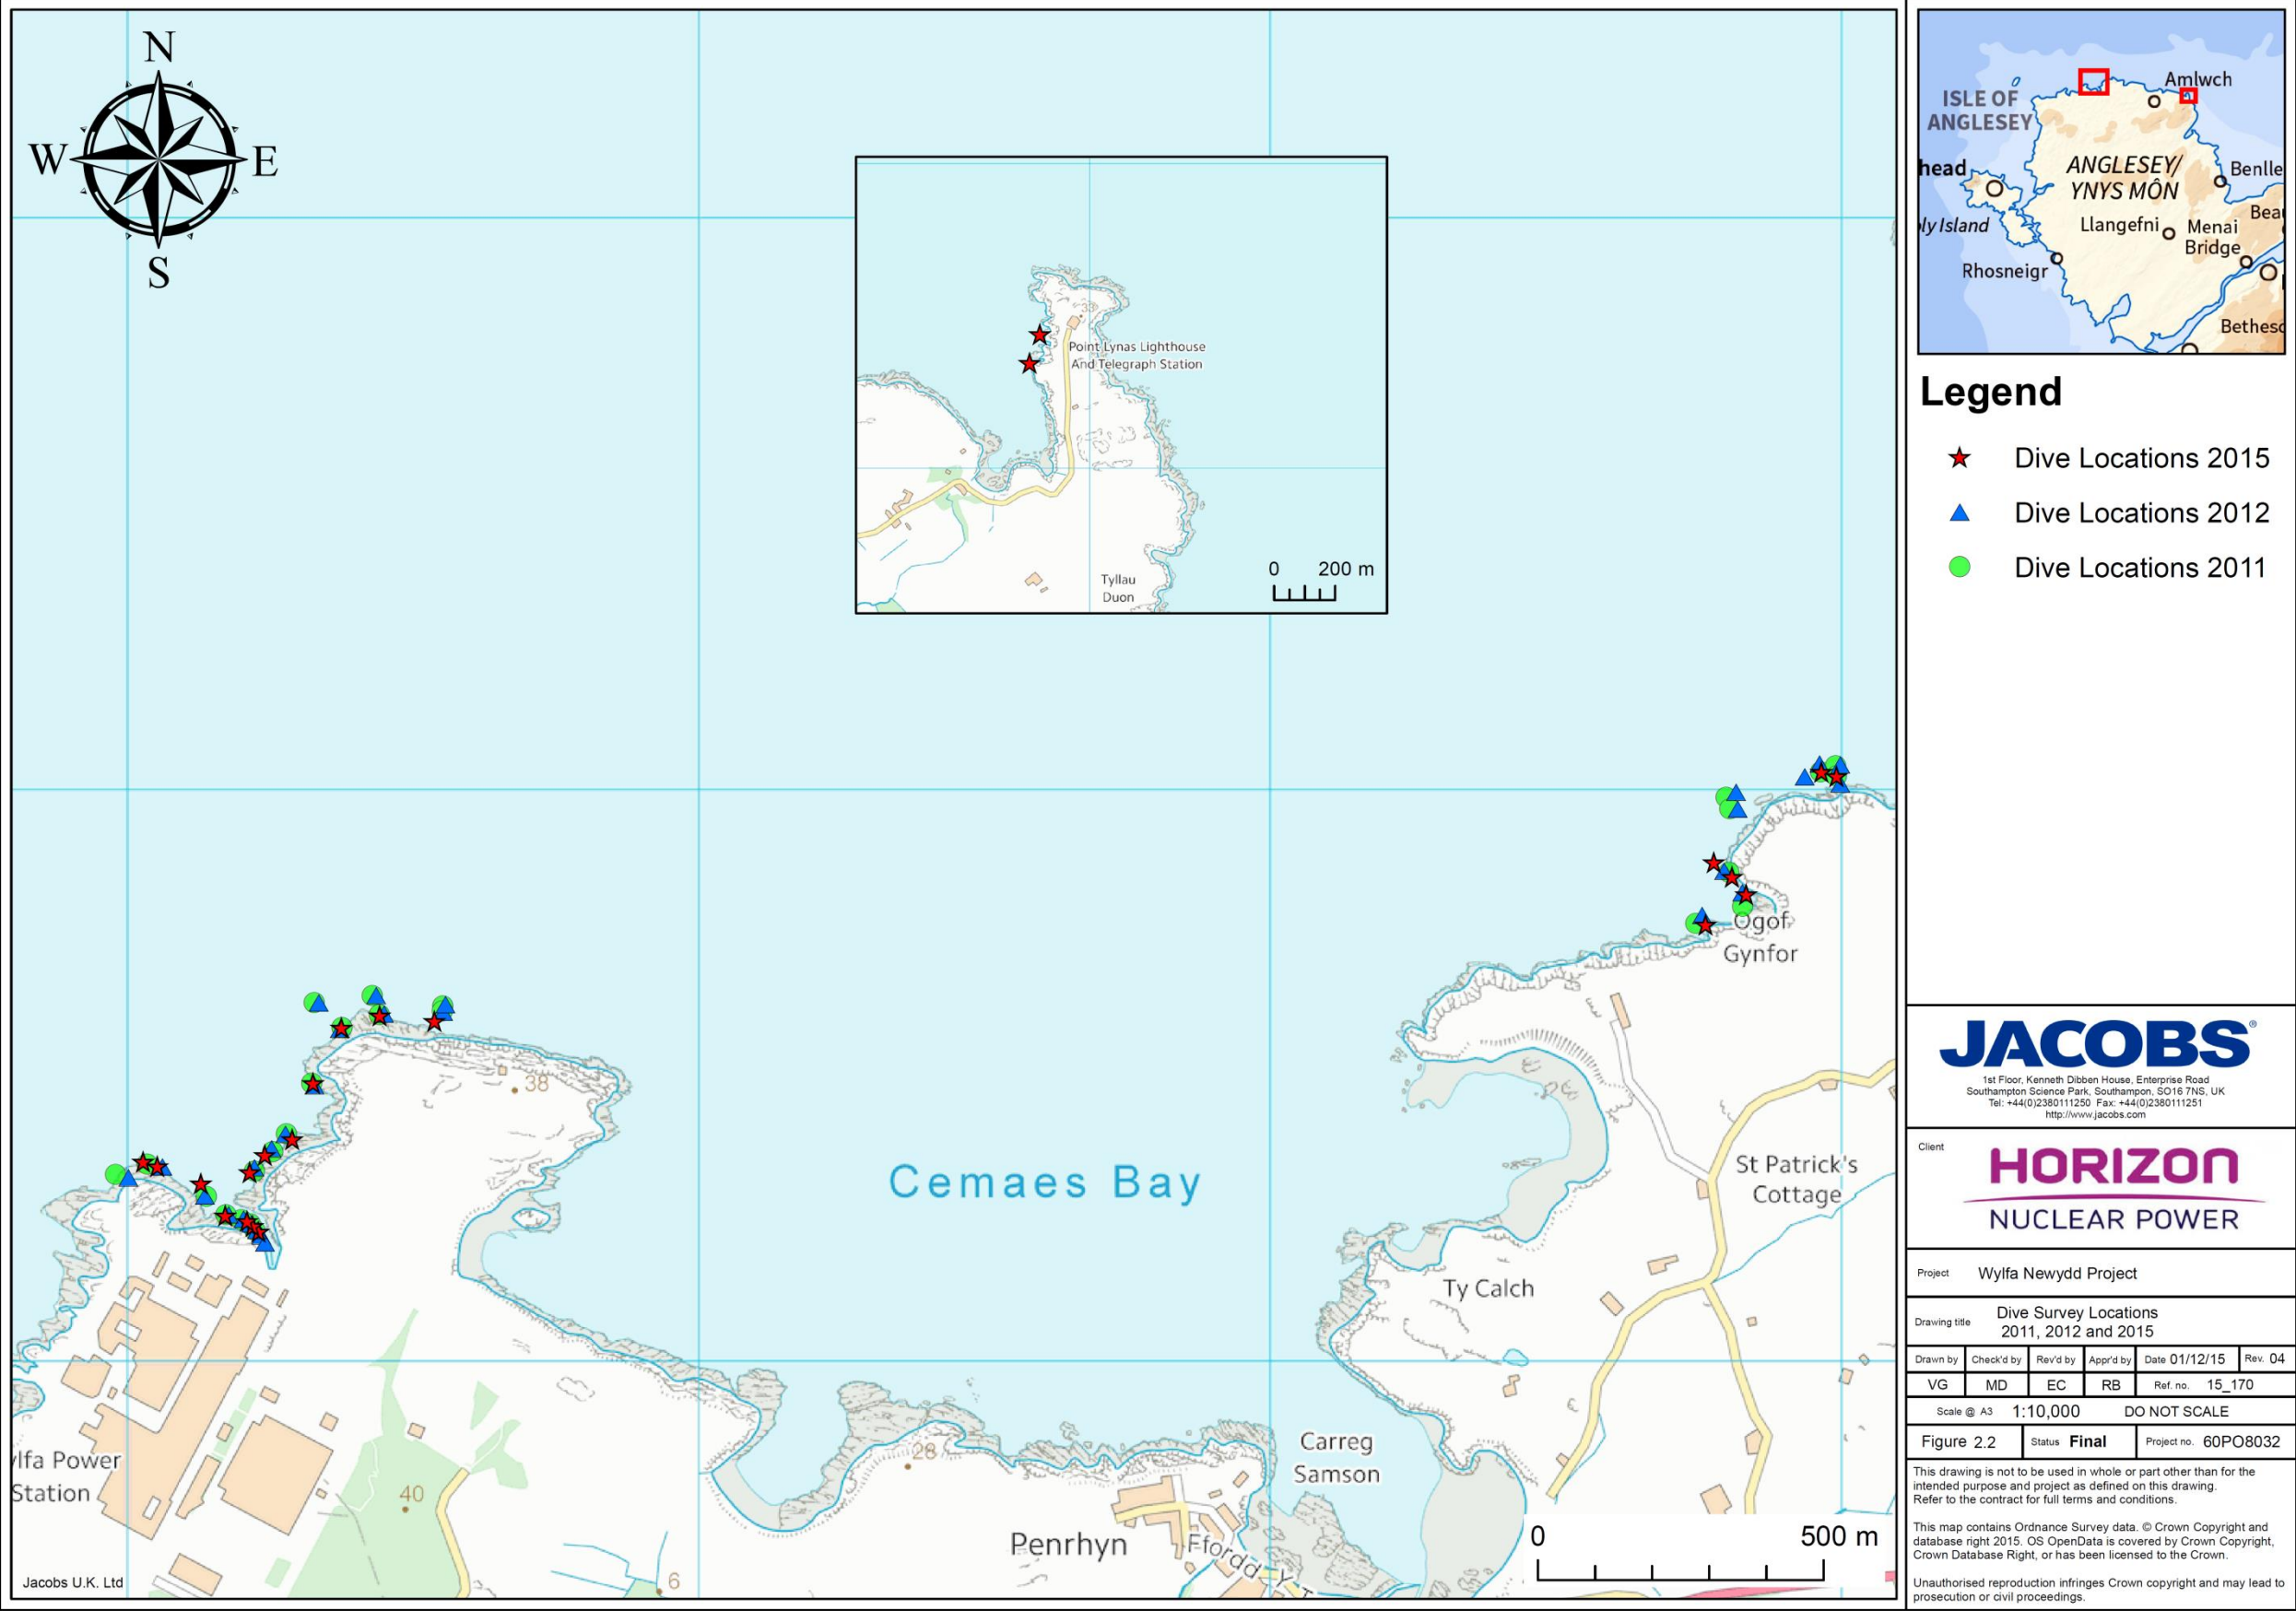 N
W
E
S
33
Point Lynas Lighthouse
And Telegraph Station
0 200 m
Tyllau
Duon
Ogof
Gynfor
38
Cemaes Bay
St Patrick's
Cottage
Ty Calch
ylfa Power
Station
40
28
Carreg
Samson
Penrhyn
Ffordd Y T
6
0 500 m
Jacobs U.K. Ltd
Amlwch
ISLE OF
ANGLESEY
ANGLESEY/
YNYS MÔN
head
Benlle
Bea
ly Island
Llangefni
Menai
Bridge
Rhosneigr
Bethesd
Legend
Dive Locations 2015
Dive Locations 2012
Dive Locations 2011
JACOBS®
1st Floor, Kenneth Dibben House, Enterprise Road
Southampton Science Park, Southampon, SO16 7NS, UK
Tel: +44(0)2380111250 Fax: +44(0)2380111251
http://www.jacobs.com
Client
HORIZON
NUCLEAR POWER
Project Wylfa Newydd Project
Drawing title Dive Survey Locations
2011, 2012 and 2015
Drawn by Check'd by Rev'd by Appr'd by Date 01/12/15 Rev. 04
VG MD EC RB Ref. no. 15_170
Scale @ A3 1:10,000 DO NOT SCALE
Figure 2.2 Status Final Project no. 60PO8032
This drawing is not to be used in whole or part other than for the
intended purpose and project as defined on this drawing.
Refer to the contract for full terms and conditions.
This map contains Ordnance Survey data. © Crown Copyright and
database right 2015. OS OpenData is covered by Crown Copyright,
Crown Database Right, or has been licensed to the Crown.
Unauthorised reproduction infringes Crown copyright and may lead to
prosecution or civil proceedings.